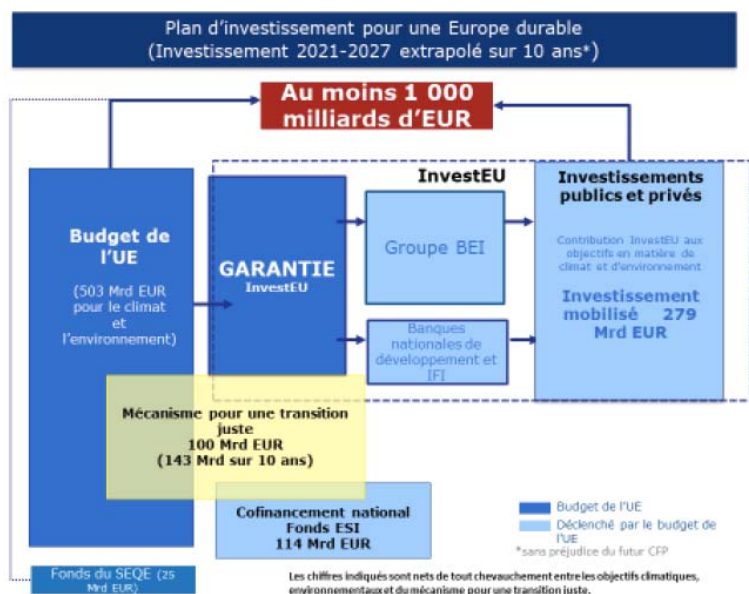 Plan d'investissement pour une Europe durable
(Investissement 2021-2027 extrapolé sur 10 ans*)
Au moins 1 000
milliards d'EUR
Budget de
l'UE
(503 Mrd EUR
pour le climat
et
l'environnement)
GARANTIE
InvestEU
InvestEU
Groupe BEI
Banques
nationales de
développement et
IFI
Investissements
publics et privés
Contribution InvestEU aux
objectifs en matière de
climat et d'environnement
Investissement
mobilisé 279
Mrd EUR
Mécanisme pour une transition
juste
100 Mrd EUR
(143 Mrd sur 10 ans)
Cofinancement national
Fonds ESI
114 Mrd EUR
Budget de l'UE
Déclenché par le budget de
l'UE
*sans préjudice du futur CFP
Fonds du SEQE (25
Mrd EUR)
Les chiffres indiqués sont nets de tout chevauchement entre les objectifs climatiques,
environnementaux et du mécanisme pour une transition juste.